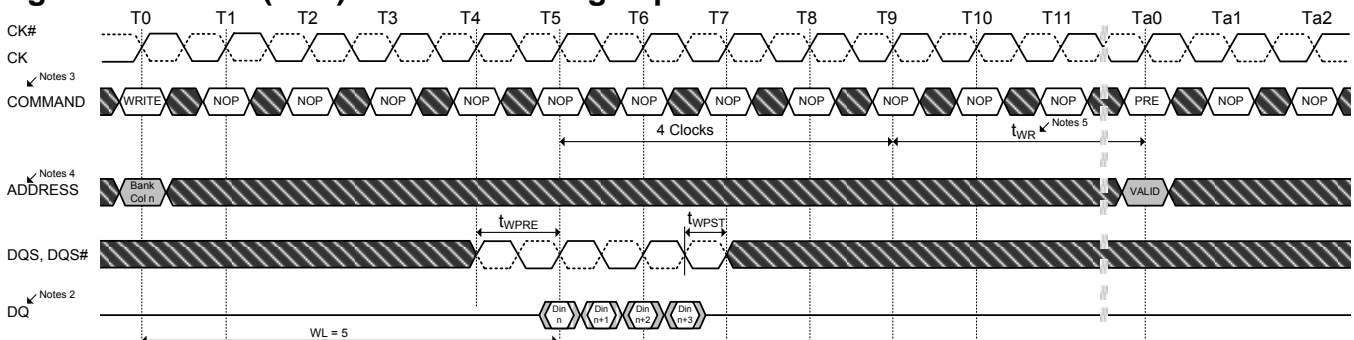 T0 T1 T2 T3 T4 T5 T6 T7 T8 T9 T10 T11 Ta0 Ta1 Ta2
CK#
CK
Notes 3
COMMAND WRITE NOP NOP NOP NOP NOP NOP NOP NOP NOP NOP NOP PRE NOP NOP
4 Clocks tWR Notes 5
Notes 4
ADDRESS Bank Col n VALID
tWPRE tWPST
DQS, DQS#
Notes 2
DQ Din n Din n+1 Din n+2 Din n+3
WL = 5